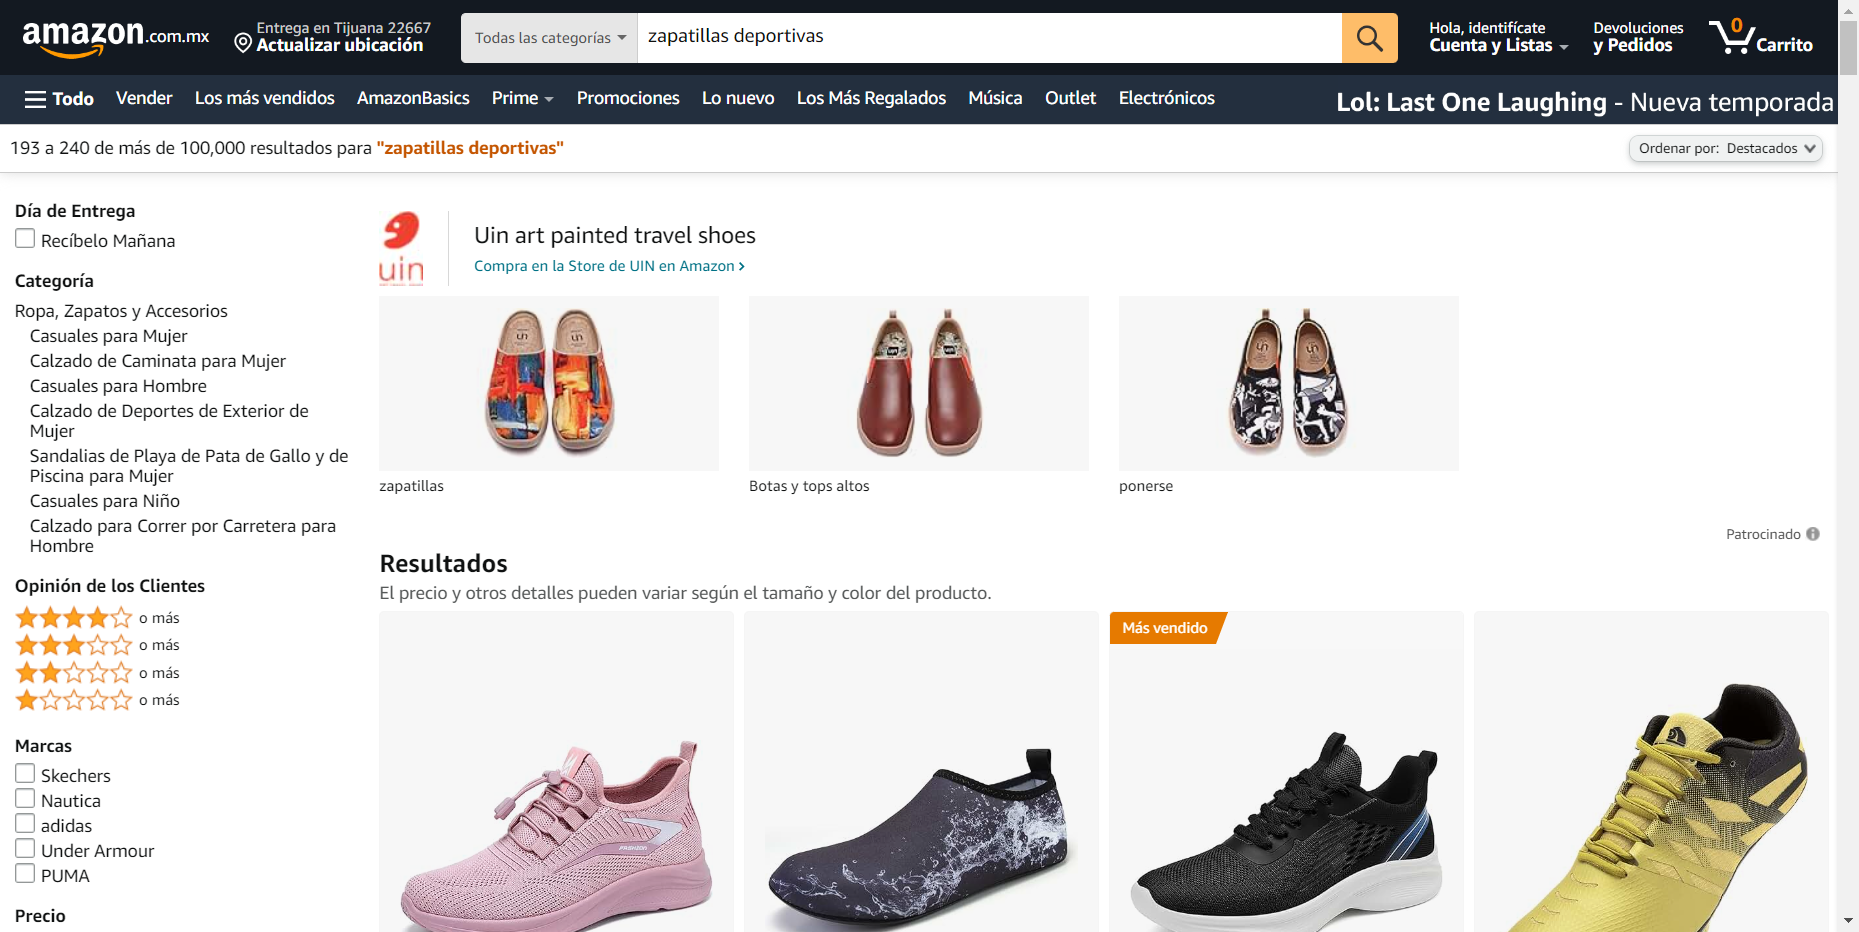 amazon.com.mx
Entrega en Tijuana 22667
Actualizar ubicación
Todas las categorías
zapatillas deportivas
Hola, identifícate
Cuenta y Listas
Devoluciones
y Pedidos
0
Carrito
Todo
Vender
Los más vendidos
AmazonBasics
Prime
Promociones
Lo nuevo
Los Más Regalados
Música
Outlet
Electrónicos
Lol: Last One Laughing - Nueva temporada
193 a 240 de más de 100,000 resultados para "zapatillas deportivas"
Ordenar por: Destacados
Día de Entrega
Recíbelo Mañana
Categoría
Ropa, Zapatos y Accesorios
Casuales para Mujer
Calzado de Caminata para Mujer
Casuales para Hombre
Calzado de Deportes de Exterior de
Mujer
Sandalias de Playa de Pata de Gallo y de
Piscina para Mujer
Casuales para Niño
Calzado para Correr por Carretera para
Hombre
Opinión de los Clientes
o más
o más
o más
o más
Marcas
Skechers
Nautica
adidas
Under Armour
PUMA
Precio
uin
Uin art painted travel shoes
Compra en la Store de UIN en Amazon
zapatillas
Botas y tops altos
ponerse
Patrocinado
Resultados
El precio y otros detalles pueden variar según el tamaño y color del producto.
Más vendido
FASHION